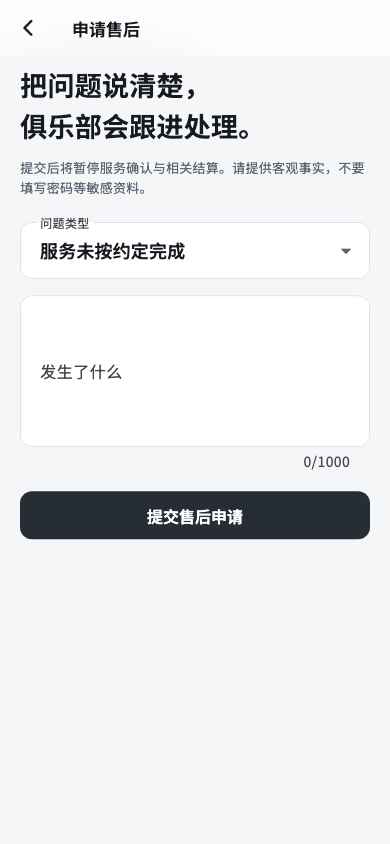 申请售后
把问题说清楚，
俱乐部会跟进处理。
提交后将暂停服务确认与相关结算。请提供客观事实，不要
填写密码等敏感资料。
问题类型
服务未按约定完成
发生了什么
0/1000
提交售后申请